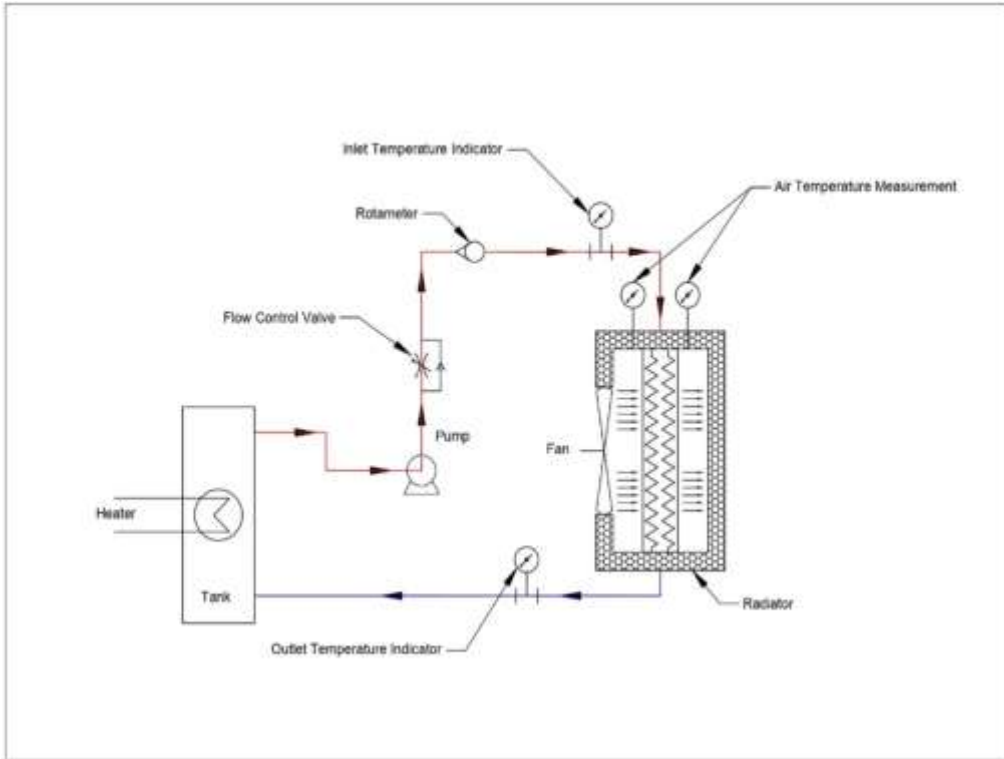 Inlet Temperature Indicator
Air Temperature Measurement
Rotameter
Flow Control Valve
Pump
Fan
Heater
Tank
Radiator
Outlet Temperature Indicator